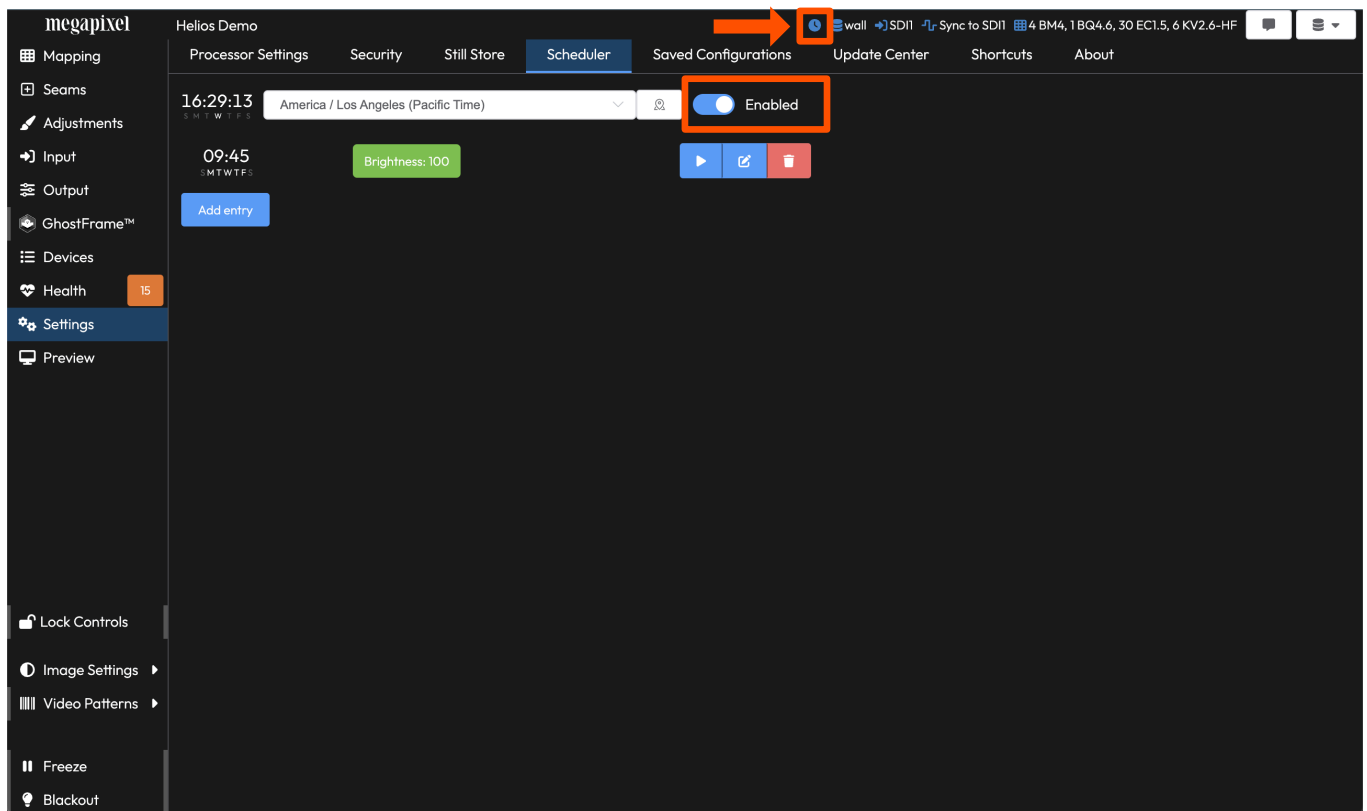 megapixel
Helios Demo
wall SDI1 Sync to SDI1 4 BM4, 1 BQ4.6, 30 EC1.5, 6 KV2.6-HF
Mapping
Seams
Adjustments
Input
Output
GhostFrame™
Devices
Health 15
Settings
Preview
Lock Controls
Image Settings
Video Patterns
Freeze
Blackout
Processor Settings Security Still Store Scheduler Saved Configurations Update Center Shortcuts About
16:29:13 America / Los Angeles (Pacific Time) Enabled
S M T W T F S
09:45 Brightness: 100
SMTWTFS
Add entry